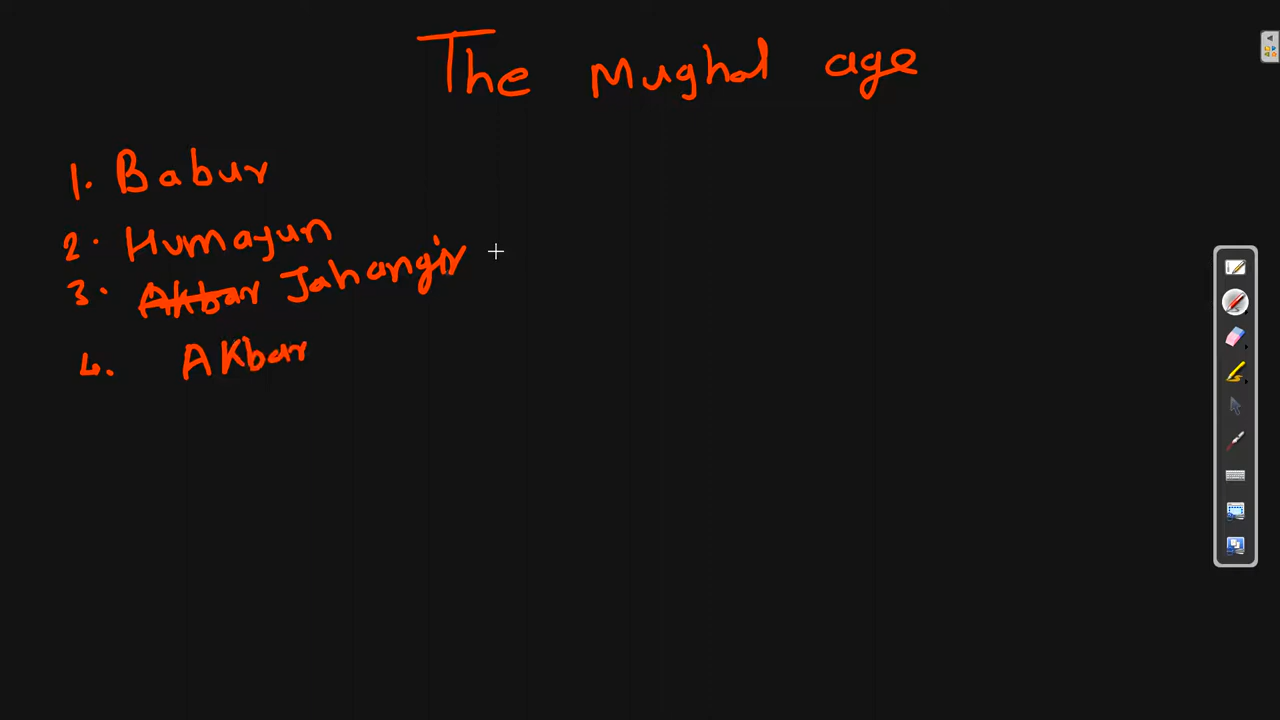 The Mughal age
1. Babur
2. Humayun
3. Akbar Jahangir
4. Akbar